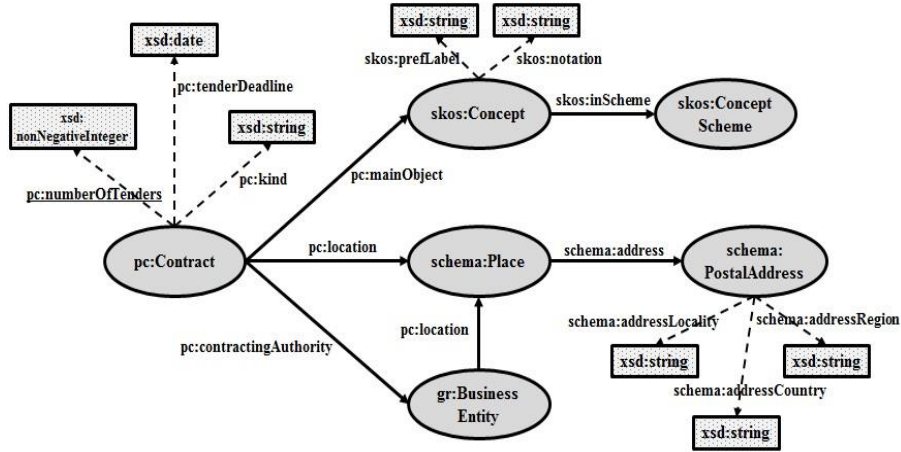 xsd:string
xsd:string
xsd:date
skos:prefLabel
skos:notation
pc:tenderDeadline
xsd:
nonNegativeInteger
xsd:string
skos:Concept
skos:inScheme
skos:Concept
Scheme
pc:mainObject
pc:kind
pc:numberOfTenders
pc:Contract
pc:location
schema:Place
schema:address
schema:
PostalAddress
pc:location
schema:addressLocality
schema:addressRegion
pc:contractingAuthority
xsd:string
xsd:string
schema:addressCountry
gr:Business
Entity
xsd:string